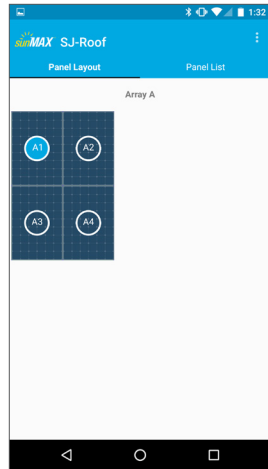 1:32
sunMAX SJ-Roof
Panel Layout Panel List
Array A
A1 A2
A3 A4